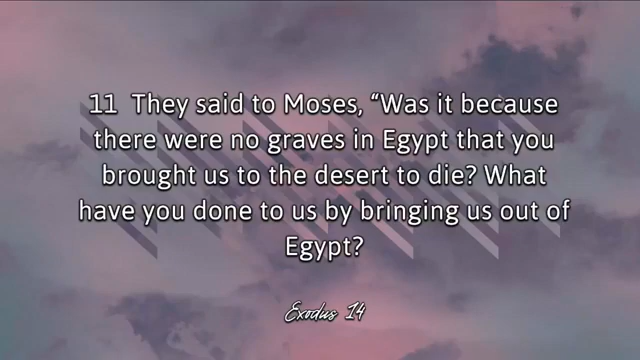 11 They said to Moses, “Was it because
there were no graves in Egypt that you
brought us to the desert to die? What
have you done to us by bringing us out of
Egypt?
Exodus 14